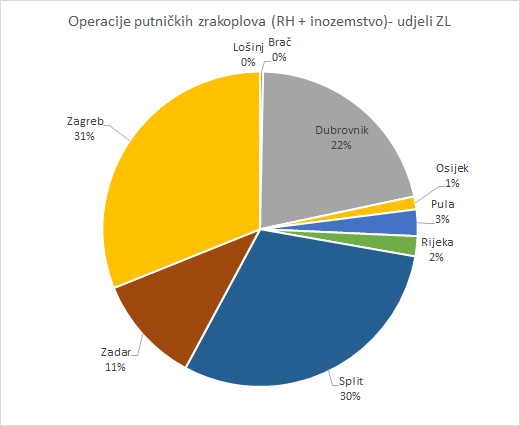 Operacije putničkih zrakoplova (RH + inozemstvo)- udjeli ZL
Lošinj
0%
Brač
0%
Dubrovnik
22%
Osijek
1%
Pula
3%
Rijeka
2%
Split
30%
Zadar
11%
Zagreb
31%